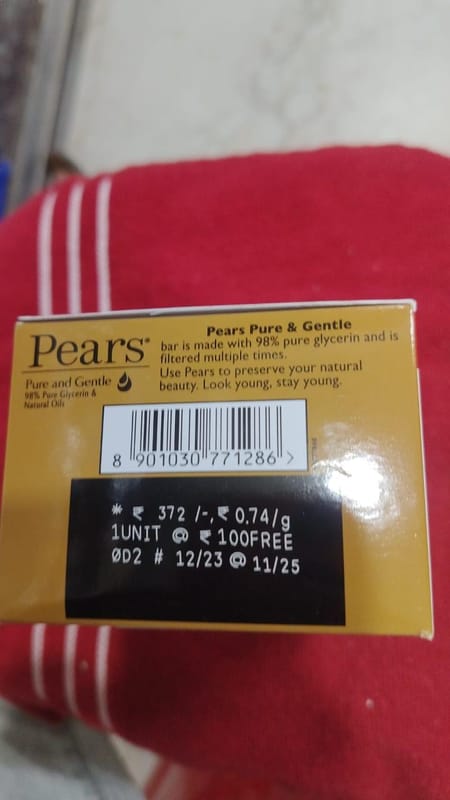 Pears®
Pure and Gentle
98% Pure Glycerin &
Natural Oils
Pears Pure & Gentle
bar is made with 98% pure glycerin and is
filtered multiple times.
Use Pears to preserve your natural
beauty. Look young, stay young.
8 901030 771286 >
* ₹ 372 /-,₹ 0.74/g
1UNIT @ ₹ 100FREE
ØD2 # 12/23 @ 11/25